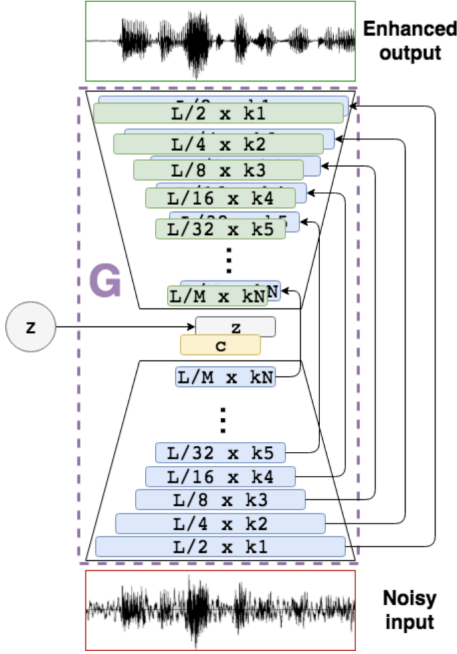 Enhanced
output
L/2 x k1
L/4 x k2
L/8 x k3
L/16 x k4
L/32 x k5
L/M x kN
G
z
z
c
L/M x kN
L/32 x k5
L/16 x k4
L/8 x k3
L/4 x k2
L/2 x k1
Noisy
input